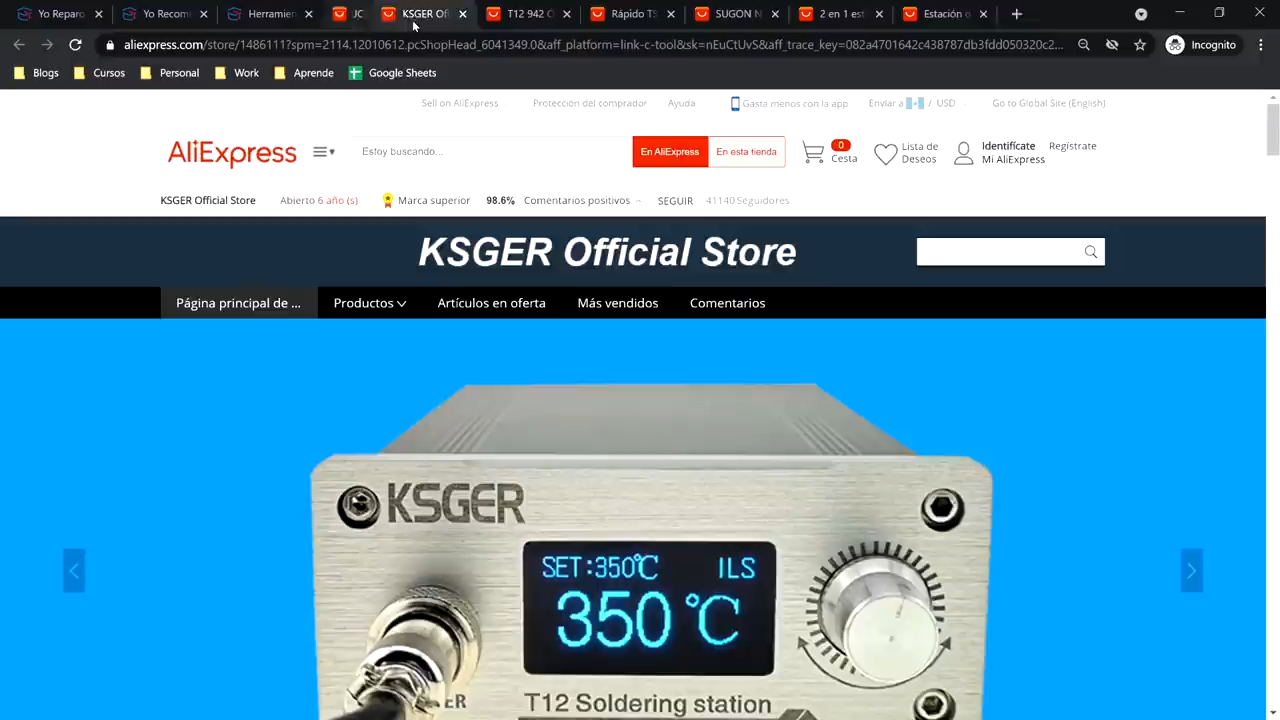 Yo Reparo
Yo Recom
Herramien
JC
KSGER Of
T12 942 O
Rápido TS
SUGON N
2 en 1 est
Estación o
aliexpress.com/store/1486111?spm=2114.12010612.pcShopHead_6041349.0&aff_platform=link-c-tool&sk=nEuCtUvS&aff_trace_key=082a4701642c438787db3fdd050320c2...
Incognito
Blogs
Cursos
Personal
Work
Aprende
Google Sheets
Sell on AliExpress
Protección del comprador
Ayuda
Gasta menos con la app
Enviar a / USD
Go to Global Site (English)
AliExpress
Estoy buscando...
En AliExpress
En esta tienda
0
Cesta
Lista de
Deseos
Identifícate
Regístrate
Mi AliExpress
KSGER Official Store
Abierto 6 año (s)
Marca superior
98.6% Comentarios positivos
SEGUIR
41140 Seguidores
KSGER Official Store
Página principal de ...
Productos
Artículos en oferta
Más vendidos
Comentarios
KSGER
SET:350℃ ILS
350℃
T12 Soldering station